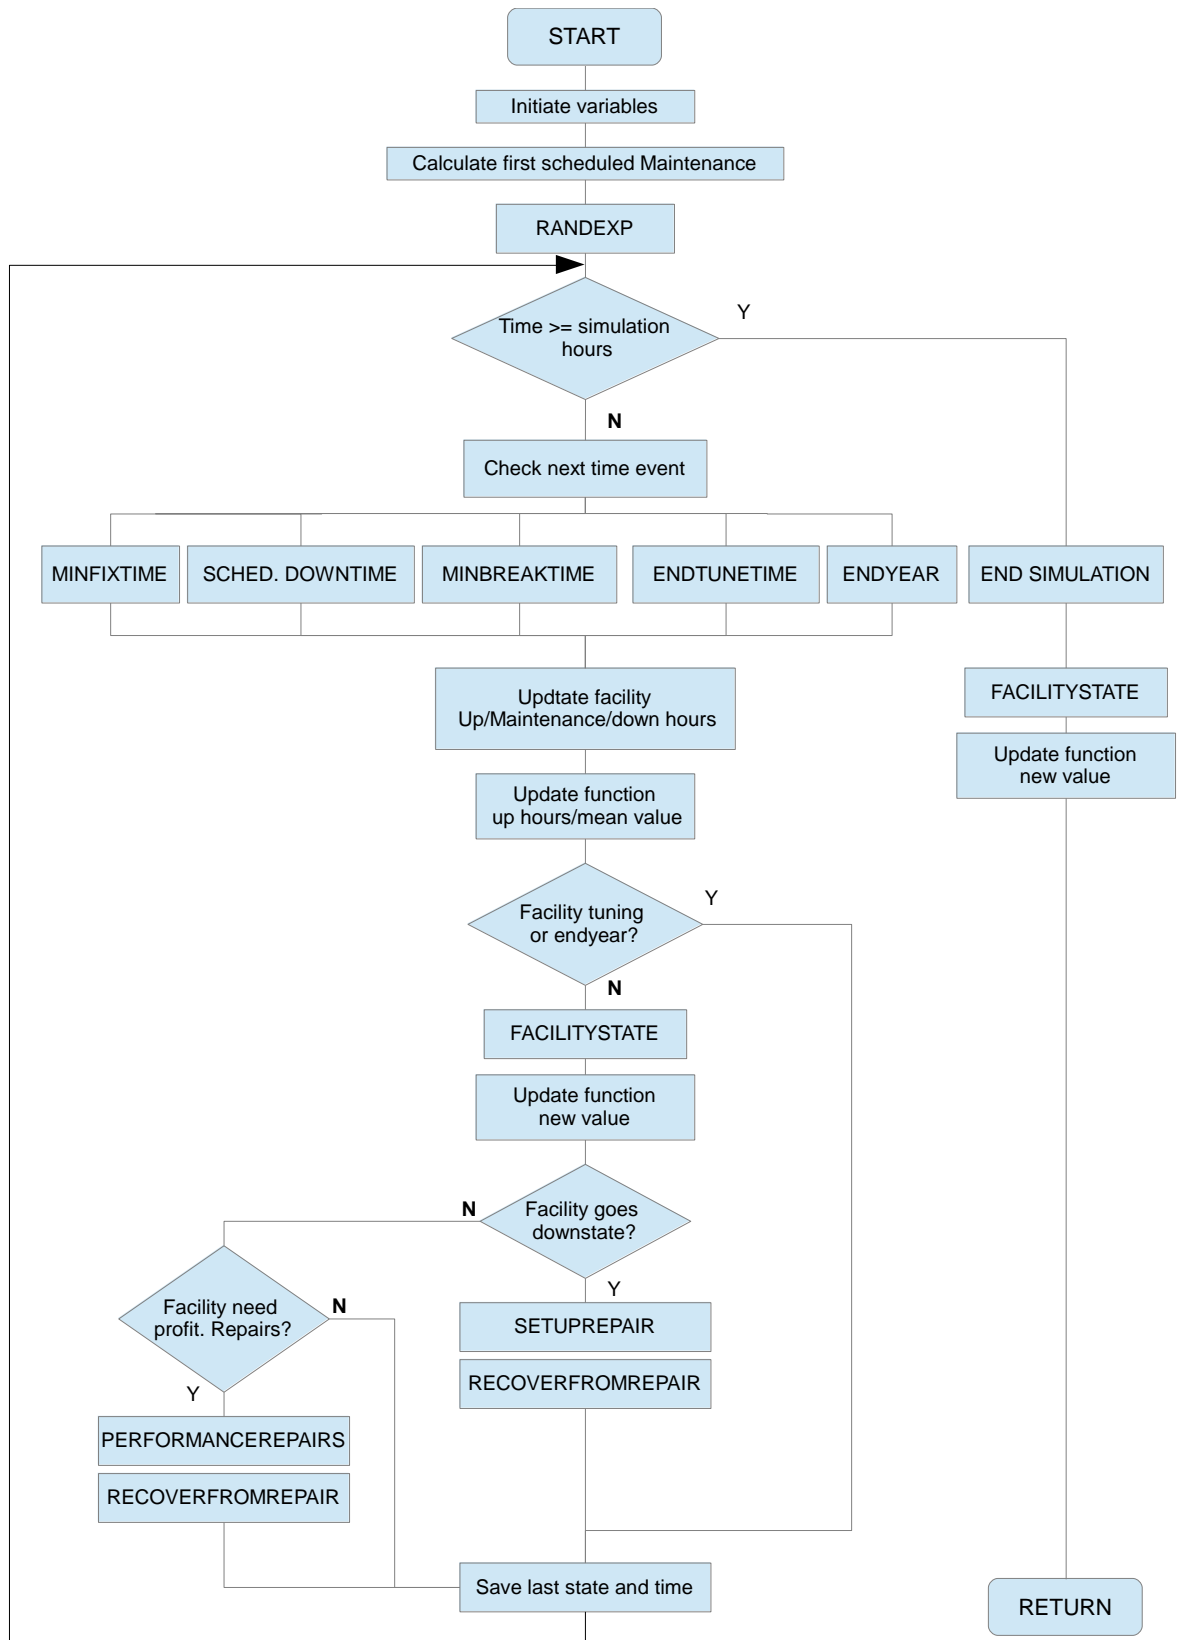 START
Initiate variables
Calculate first scheduled Maintenance
RANDEXP
Time >= simulation
hours
Y
N
Check next time event
MINFIXTIME
SCHED. DOWNTIME
MINBREAKTIME
ENDTUNETIME
ENDYEAR
END SIMULATION
Updtate facility
Up/Maintenance/down hours
FACILITYSTATE
Update function
new value
Update function
up hours/mean value
Facility tuning
or endyear?
Y
N
FACILITYSTATE
Update function
new value
Facility goes
downstate?
N
Y
Facility need
profit. Repairs?
N
Y
SETUPREPAIR
RECOVERFROMREPAIR
PERFORMANCEREPAIRS
RECOVERFROMREPAIR
Save last state and time
RETURN